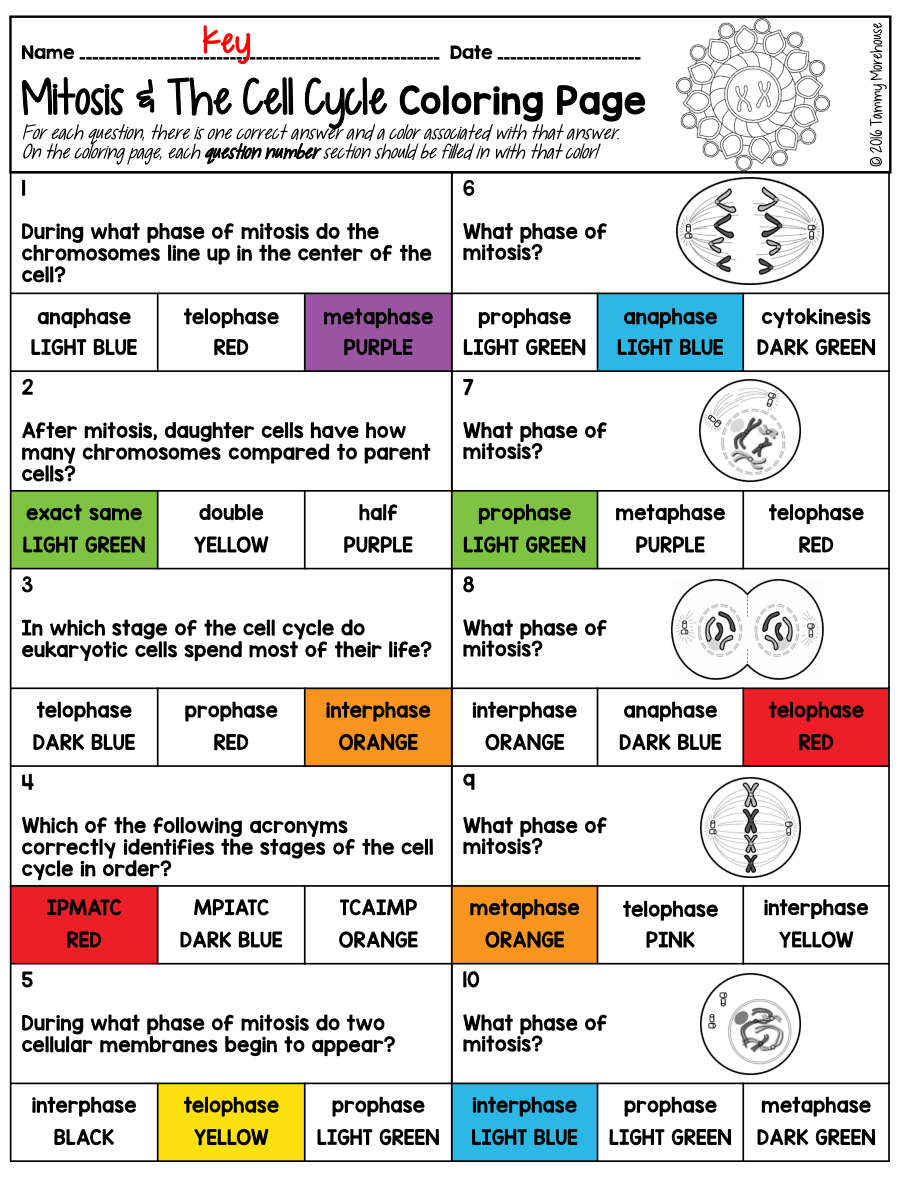 Name Key Date
Mitosis & The Cell Cycle Coloring Page
For each question, there is one correct answer and a color associated with that answer.
On the coloring page, each question number section should be filled in with that color!
© 2016 Tammy Morehouse
1
During what phase of mitosis do the
chromosomes line up in the center of the
cell?
anaphase telophase metaphase
LIGHT BLUE RED PURPLE
6
What phase of
mitosis?
prophase anaphase cytokinesis
LIGHT GREEN LIGHT BLUE DARK GREEN
2
After mitosis, daughter cells have how
many chromosomes compared to parent
cells?
exact same double half
LIGHT GREEN YELLOW PURPLE
7
What phase of
mitosis?
prophase metaphase telophase
LIGHT GREEN PURPLE RED
3
In which stage of the cell cycle do
eukaryotic cells spend most of their life?
telophase prophase interphase
DARK BLUE RED ORANGE
8
What phase of
mitosis?
interphase anaphase telophase
ORANGE DARK BLUE RED
4
Which of the following acronyms
correctly identifies the stages of the cell
cycle in order?
IPMATC MPIATC TCAIMP
RED DARK BLUE ORANGE
9
What phase of
mitosis?
metaphase telophase interphase
ORANGE PINK YELLOW
5
During what phase of mitosis do two
cellular membranes begin to appear?
interphase telophase prophase
BLACK YELLOW LIGHT GREEN
10
What phase of
mitosis?
interphase prophase metaphase
LIGHT BLUE LIGHT GREEN DARK GREEN